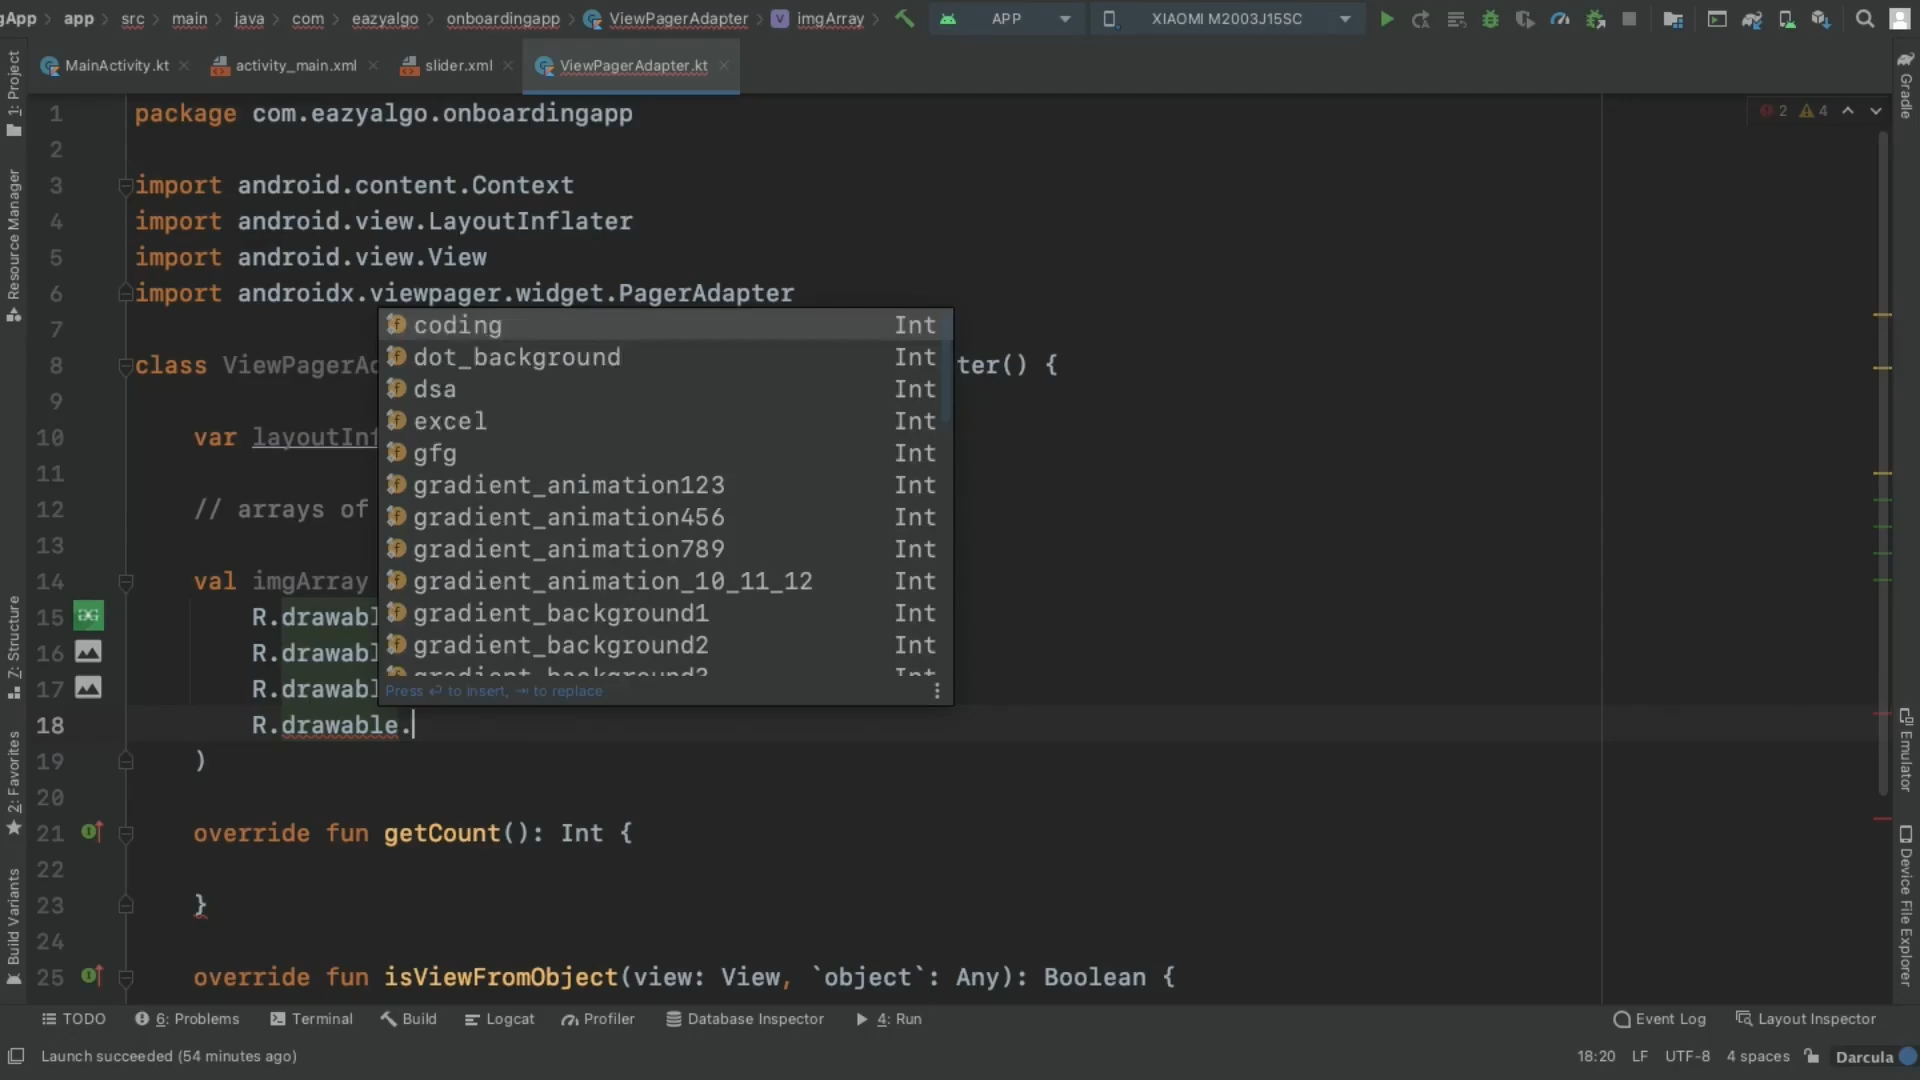 gApp app src main java com eazyalgo onboardingapp ViewPagerAdapter imgArray APP XIAOMI M2003J15SC
MainActivity.kt activity_main.xml slider.xml ViewPagerAdapter.kt
1: Project
Resource Manager
Z: Structure
2: Favorites
Build Variants
Gradle
Emulator
Device File Explorer
2 4
1 package com.eazyalgo.onboardingapp
2
3 import android.content.Context
4 import android.view.LayoutInflater
5 import android.view.View
6 import androidx.viewpager.widget.PagerAdapter
7
8 class ViewPagerAd ter() {
9
10 var layoutInf
11
12 // arrays of
13
14 val imgArray
15 R.drawabl
16 R.drawabl
17 R.drawabl
18 R.drawable.
19 )
20
21 override fun getCount(): Int {
22
23 }
24
25 override fun isViewFromObject(view: View, `object`: Any): Boolean {
coding Int
dot_background Int
dsa Int
excel Int
gfg Int
gradient_animation123 Int
gradient_animation456 Int
gradient_animation789 Int
gradient_animation_10_11_12 Int
gradient_background1 Int
gradient_background2 Int
gradient_background3 Int
Press ↵ to insert, ⇥ to replace
TODO 6: Problems Terminal Build Logcat Profiler Database Inspector 4: Run Event Log Layout Inspector
Launch succeeded (54 minutes ago) 18:20 LF UTF-8 4 spaces Darcula